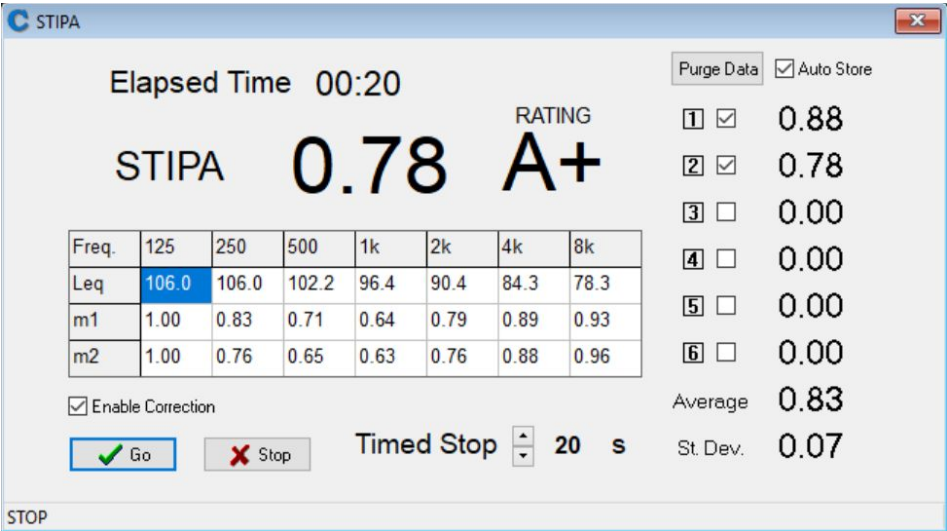 STIPA
Elapsed Time 00:20
RATING
STIPA 0.78 A+
Freq. 125 250 500 1k 2k 4k 8k
Leq 106.0 106.0 102.2 96.4 90.4 84.3 78.3
m1 1.00 0.83 0.71 0.64 0.79 0.89 0.93
m2 1.00 0.76 0.65 0.63 0.76 0.88 0.96
Enable Correction
Go Stop Timed Stop 20 s
Purge Data Auto Store
1 0.88
2 0.78
3 0.00
4 0.00
5 0.00
6 0.00
Average 0.83
St. Dev. 0.07
STOP